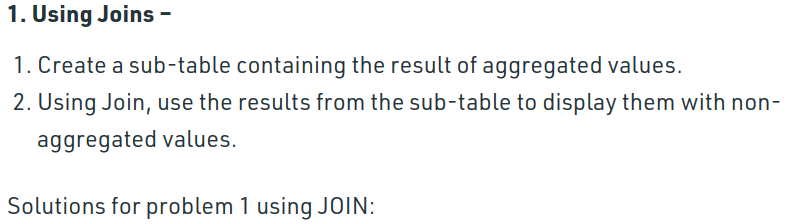 1. Using Joins –
1. Create a sub-table containing the result of aggregated values.
2. Using Join, use the results from the sub-table to display them with non-
aggregated values.
Solutions for problem 1 using JOIN: